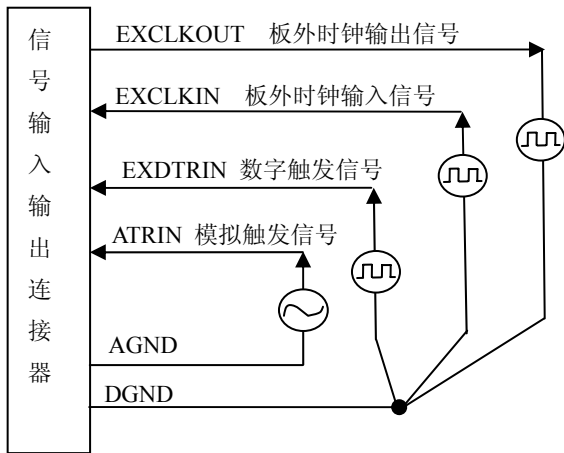 信号输入输出连接器
EXCLKOUT 板外时钟输出信号
EXCLKIN 板外时钟输入信号
EXDTRIN 数字触发信号
ATRIN 模拟触发信号
AGND
DGND